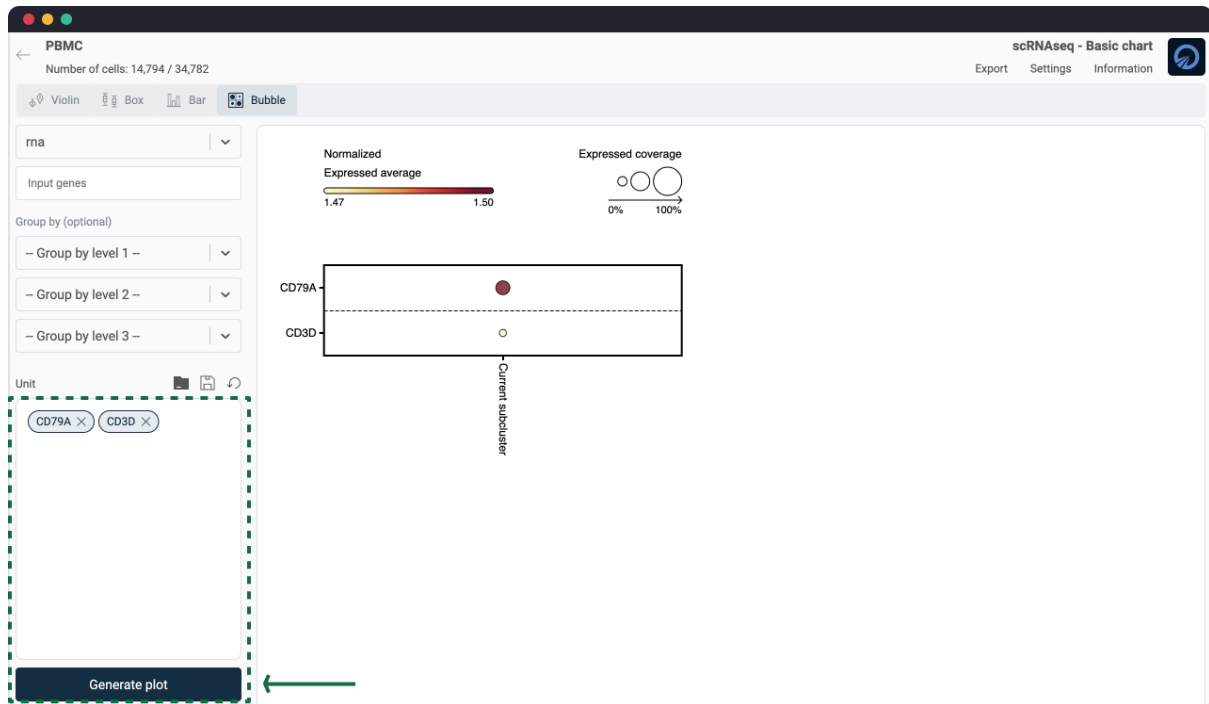 PBMC
Number of cells: 14,794 / 34,782
scRNAseq - Basic chart
Export Settings Information
Violin Box Bar Bubble
rna
Input genes
Group by (optional)
-- Group by level 1 --
-- Group by level 2 --
-- Group by level 3 --
Unit
CD79A CD3D
Generate plot
Normalized
Expressed average
1.47 1.50
Expressed coverage
0% 100%
CD79A
CD3D
Current subcluster